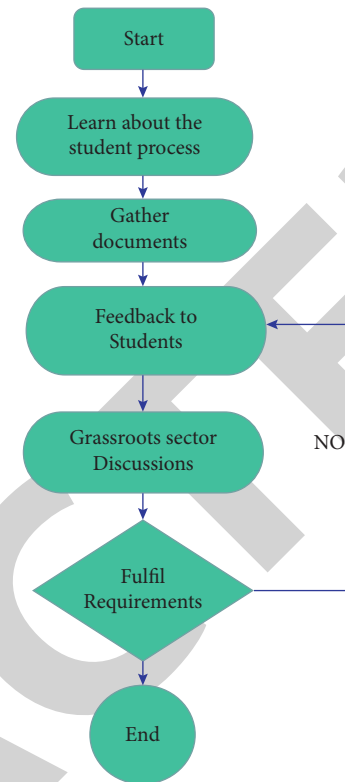 Start
Learn about the
student process
Gather
documents
Feedback to
Students
Grassroots sector
Discussions
NO
Fulfil
Requirements
End